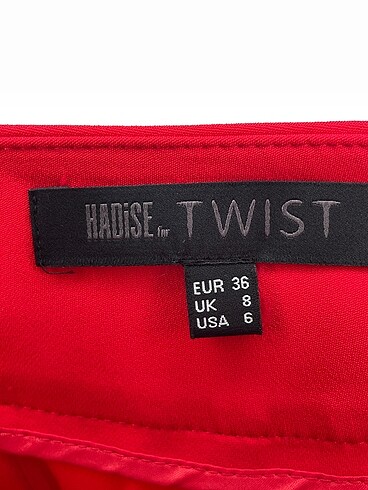 HADiSE for TWIST
EUR 36
UK 8
USA 6